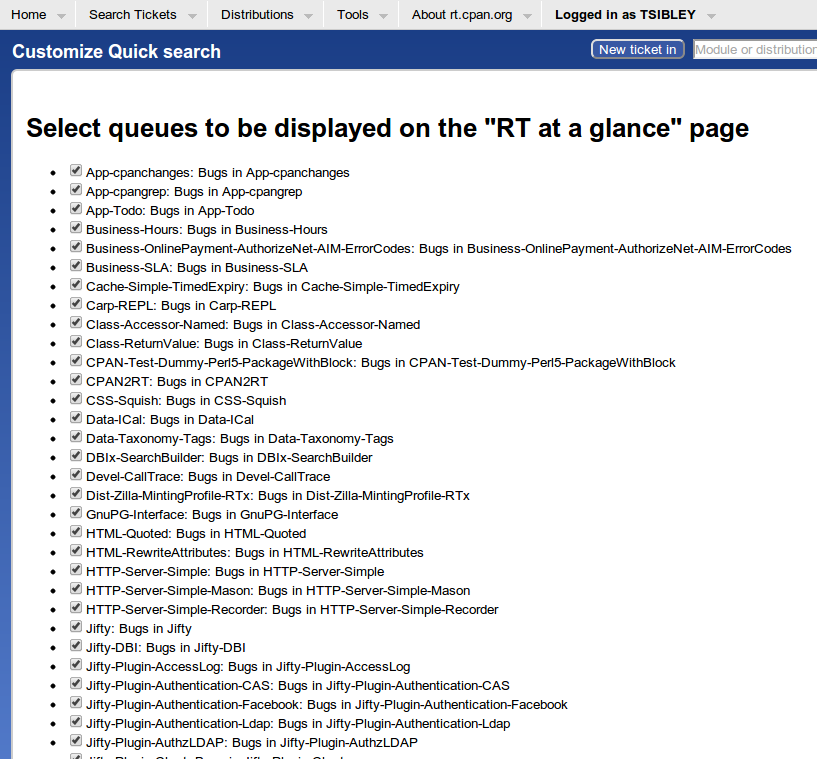 Home Search Tickets Distributions Tools About rt.cpan.org Logged in as TSIBLEY
Customize Quick search New ticket in Module or distribution
Select queues to be displayed on the "RT at a glance" page
App-cpanchanges: Bugs in App-cpanchanges
App-cpangrep: Bugs in App-cpangrep
App-Todo: Bugs in App-Todo
Business-Hours: Bugs in Business-Hours
Business-OnlinePayment-AuthorizeNet-AIM-ErrorCodes: Bugs in Business-OnlinePayment-AuthorizeNet-AIM-ErrorCodes
Business-SLA: Bugs in Business-SLA
Cache-Simple-TimedExpiry: Bugs in Cache-Simple-TimedExpiry
Carp-REPL: Bugs in Carp-REPL
Class-Accessor-Named: Bugs in Class-Accessor-Named
Class-ReturnValue: Bugs in Class-ReturnValue
CPAN-Test-Dummy-Perl5-PackageWithBlock: Bugs in CPAN-Test-Dummy-Perl5-PackageWithBlock
CPAN2RT: Bugs in CPAN2RT
CSS-Squish: Bugs in CSS-Squish
Data-ICal: Bugs in Data-ICal
Data-Taxonomy-Tags: Bugs in Data-Taxonomy-Tags
DBIx-SearchBuilder: Bugs in DBIx-SearchBuilder
Devel-CallTrace: Bugs in Devel-CallTrace
Dist-Zilla-MintingProfile-RTx: Bugs in Dist-Zilla-MintingProfile-RTx
GnuPG-Interface: Bugs in GnuPG-Interface
HTML-Quoted: Bugs in HTML-Quoted
HTML-RewriteAttributes: Bugs in HTML-RewriteAttributes
HTTP-Server-Simple: Bugs in HTTP-Server-Simple
HTTP-Server-Simple-Mason: Bugs in HTTP-Server-Simple-Mason
HTTP-Server-Simple-Recorder: Bugs in HTTP-Server-Simple-Recorder
Jifty: Bugs in Jifty
Jifty-DBI: Bugs in Jifty-DBI
Jifty-Plugin-AccessLog: Bugs in Jifty-Plugin-AccessLog
Jifty-Plugin-Authentication-CAS: Bugs in Jifty-Plugin-Authentication-CAS
Jifty-Plugin-Authentication-Facebook: Bugs in Jifty-Plugin-Authentication-Facebook
Jifty-Plugin-Authentication-Ldap: Bugs in Jifty-Plugin-Authentication-Ldap
Jifty-Plugin-AuthzLDAP: Bugs in Jifty-Plugin-AuthzLDAP